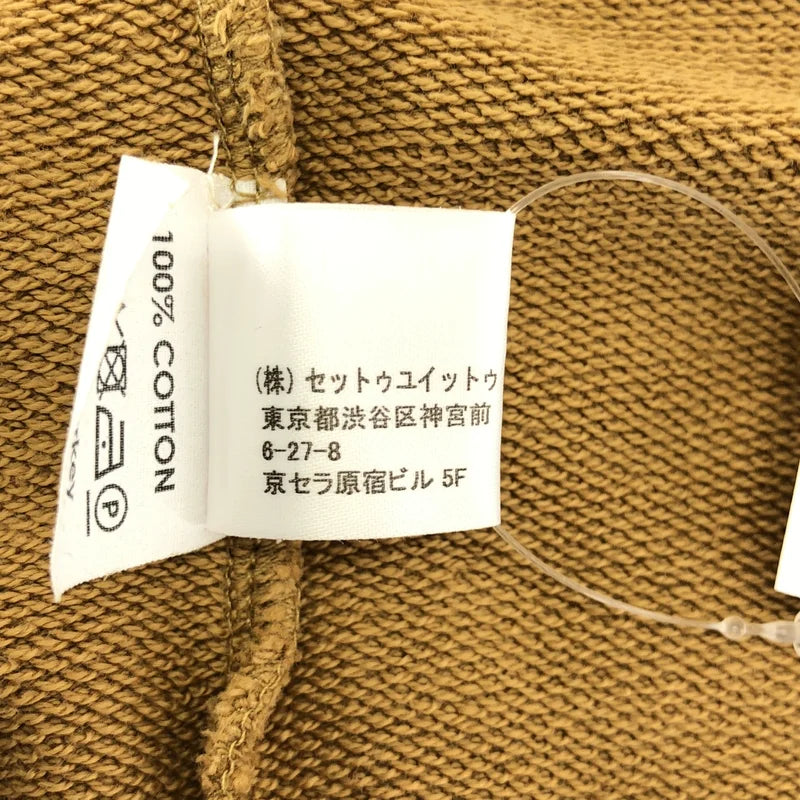 (株) セットゥユイットゥ
東京都渋谷区神宮前
6-27-8
京セラ原宿ビル 5F
100% COTTON
P